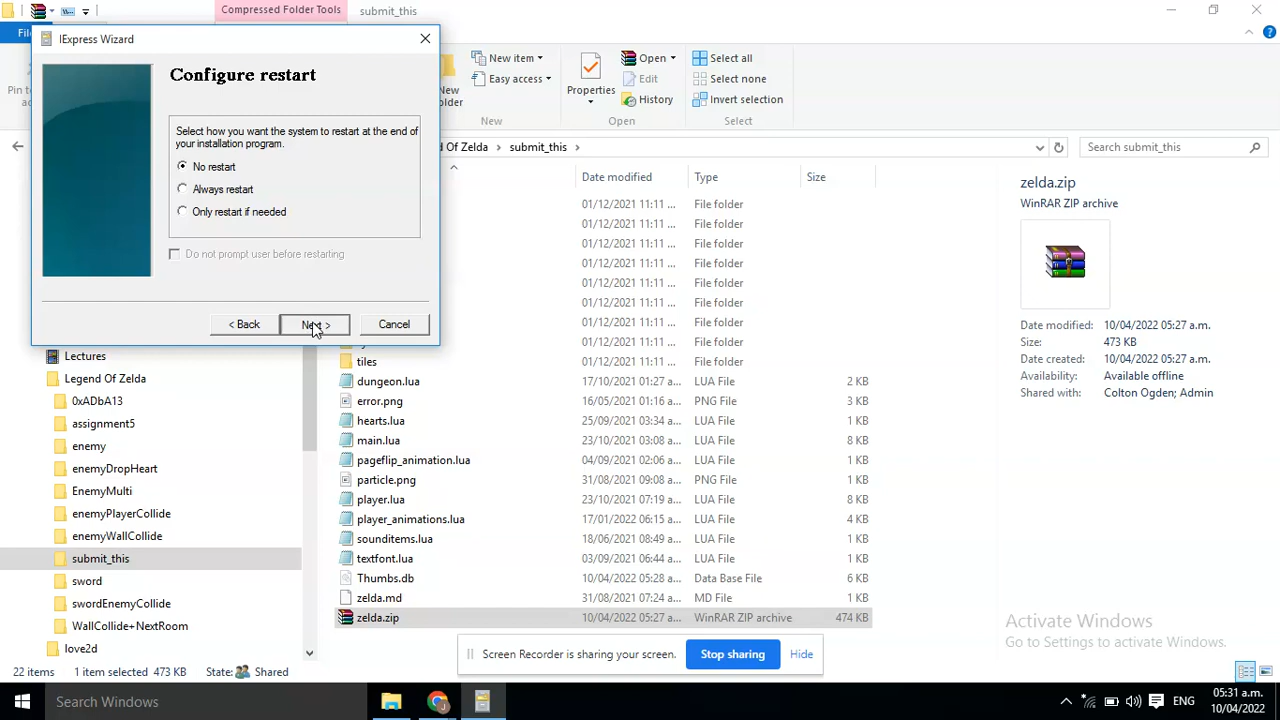 Compressed Folder Tools
submit_this
IExpress Wizard
Configure restart
Select how you want the system to restart at the end of
your installation program.
No restart
Always restart
Only restart if needed
Do not prompt user before restarting
< Back
Next >
Cancel
New item
Easy access
New
Properties
Open
Edit
History
Open
Select all
Select none
Invert selection
Select
Legend Of Zelda
submit_this
Search submit_this
Date modified
Type
Size
01/12/2021 11:11 ...
File folder
01/12/2021 11:11 ...
File folder
01/12/2021 11:11 ...
File folder
01/12/2021 11:11 ...
File folder
01/12/2021 11:11 ...
File folder
01/12/2021 11:11 ...
File folder
01/12/2021 11:11 ...
File folder
01/12/2021 11:11 ...
File folder
tiles
01/12/2021 11:11 ...
File folder
dungeon.lua
17/10/2021 01:27 a...
LUA File
2 KB
error.png
16/05/2021 01:16 a...
PNG File
3 KB
hearts.lua
25/09/2021 03:34 a...
LUA File
1 KB
main.lua
23/10/2021 03:08 a...
LUA File
8 KB
pageflip_animation.lua
04/09/2021 02:06 a...
LUA File
1 KB
particle.png
31/08/2021 09:08 a...
PNG File
1 KB
player.lua
23/10/2021 07:19 a...
LUA File
8 KB
player_animations.lua
17/01/2022 06:15 a...
LUA File
4 KB
sounditems.lua
18/06/2021 08:49 a...
LUA File
1 KB
textfont.lua
03/09/2021 06:44 a...
LUA File
1 KB
Thumbs.db
10/04/2022 05:28 a...
Data Base File
6 KB
zelda.md
31/08/2021 07:24 a...
MD File
1 KB
zelda.zip
10/04/2022 05:27 a...
WinRAR ZIP archive
474 KB
Lectures
Legend Of Zelda
0xADbA13
assignment5
enemy
enemyDropHeart
EnemyMulti
enemyPlayerCollide
enemyWallCollide
submit_this
sword
swordEnemyCollide
WallCollide+NextRoom
love2d
zelda.zip
WinRAR ZIP archive
Date modified:
10/04/2022 05:27 a.m.
Size:
473 KB
Date created:
10/04/2022 05:27 a.m.
Availability:
Available offline
Shared with:
Colton Ogden; Admin
Activate Windows
Go to Settings to activate Windows.
Screen Recorder is sharing your screen.
Stop sharing
Hide
22 items
1 item selected 473 KB
State:
Shared
Search Windows
ENG
05:31 a.m.
10/04/2022